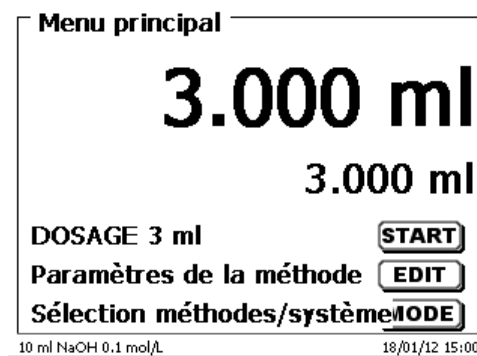 Menu principal
3.000 ml
3.000 ml
DOSAGE 3 ml START
Paramètres de la méthode EDIT
Sélection méthodes/système MODE
10 ml NaOH 0.1 mol/L 18/01/12 15:00